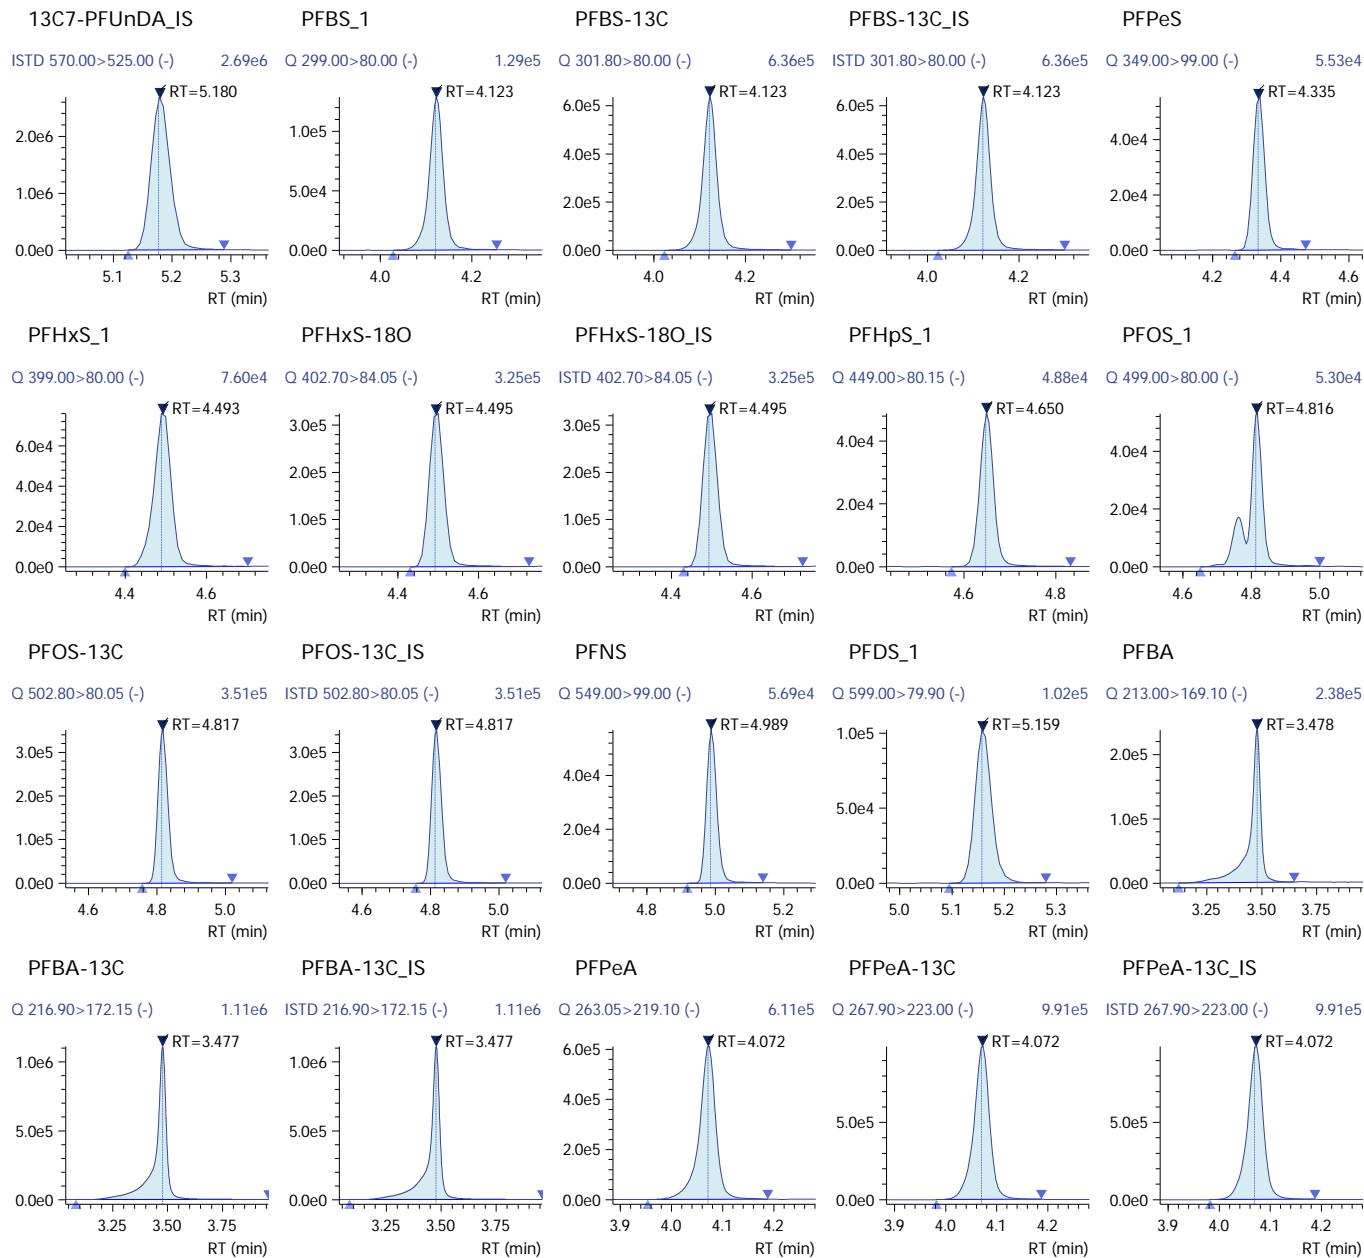 13C7-PFUnDA_IS PFBS_1 PFBS-13C PFBS-13C_IS PFPeS
ISTD 570.00>525.00 (-) 2.69e6 Q 299.00>80.00 (-) 1.29e5 Q 301.80>80.00 (-) 6.36e5 ISTD 301.80>80.00 (-) 6.36e5 Q 349.00>99.00 (-) 5.53e4
RT=5.180 RT=4.123 RT=4.123 RT=4.123 RT=4.335
2.0e6 1.0e5 6.0e5 6.0e5 4.0e4
1.0e6 5.0e4 4.0e5 4.0e5 2.0e4
2.0e5 2.0e5
0.0e0 0.0e0 0.0e0 0.0e0 0.0e0
5.1 5.2 5.3 4.0 4.2 4.0 4.2 4.0 4.2 4.2 4.4 4.6
RT (min) RT (min) RT (min) RT (min) RT (min)
PFHxS_1 PFHxS-18O PFHxS-18O_IS PFHpS_1 PFOS_1
Q 399.00>80.00 (-) 7.60e4 Q 402.70>84.05 (-) 3.25e5 ISTD 402.70>84.05 (-) 3.25e5 Q 449.00>80.15 (-) 4.88e4 Q 499.00>80.00 (-) 5.30e4
RT=4.493 RT=4.495 RT=4.495 RT=4.650 RT=4.816
6.0e4 3.0e5 3.0e5 4.0e4 4.0e4
4.0e4 2.0e5 2.0e5 2.0e4 2.0e4
2.0e4 1.0e5 1.0e5
0.0e0 0.0e0 0.0e0 0.0e0 0.0e0
4.4 4.6 4.4 4.6 4.4 4.6 4.6 4.8 4.6 4.8 5.0
RT (min) RT (min) RT (min) RT (min) RT (min)
PFOS-13C PFOS-13C_IS PFNS PFDS_1 PFBA
Q 502.80>80.05 (-) 3.51e5 ISTD 502.80>80.05 (-) 3.51e5 Q 549.00>99.00 (-) 5.69e4 Q 599.00>79.90 (-) 1.02e5 Q 213.00>169.10 (-) 2.38e5
RT=4.817 RT=4.817 RT=4.989 RT=5.159 RT=3.478
3.0e5 3.0e5 4.0e4 1.0e5 2.0e5
2.0e5 2.0e5 2.0e4 5.0e4 1.0e5
1.0e5 1.0e5
0.0e0 0.0e0 0.0e0 0.0e0 0.0e0
4.6 4.8 5.0 4.6 4.8 5.0 4.8 5.0 5.2 5.0 5.1 5.2 5.3 3.25 3.50 3.75
RT (min) RT (min) RT (min) RT (min) RT (min)
PFBA-13C PFBA-13C_IS PFPeA PFPeA-13C PFPeA-13C_IS
Q 216.90>172.15 (-) 1.11e6 ISTD 216.90>172.15 (-) 1.11e6 Q 263.05>219.10 (-) 6.11e5 Q 267.90>223.00 (-) 9.91e5 ISTD 267.90>223.00 (-) 9.91e5
RT=3.477 RT=3.477 RT=4.072 RT=4.072 RT=4.072
1.0e6 1.0e6 6.0e5 5.0e5 5.0e5
5.0e5 5.0e5 4.0e5
2.0e5
0.0e0 0.0e0 0.0e0 0.0e0 0.0e0
3.25 3.50 3.75 3.25 3.50 3.75 3.9 4.0 4.1 4.2 3.9 4.0 4.1 4.2 3.9 4.0 4.1 4.2
RT (min) RT (min) RT (min) RT (min) RT (min)